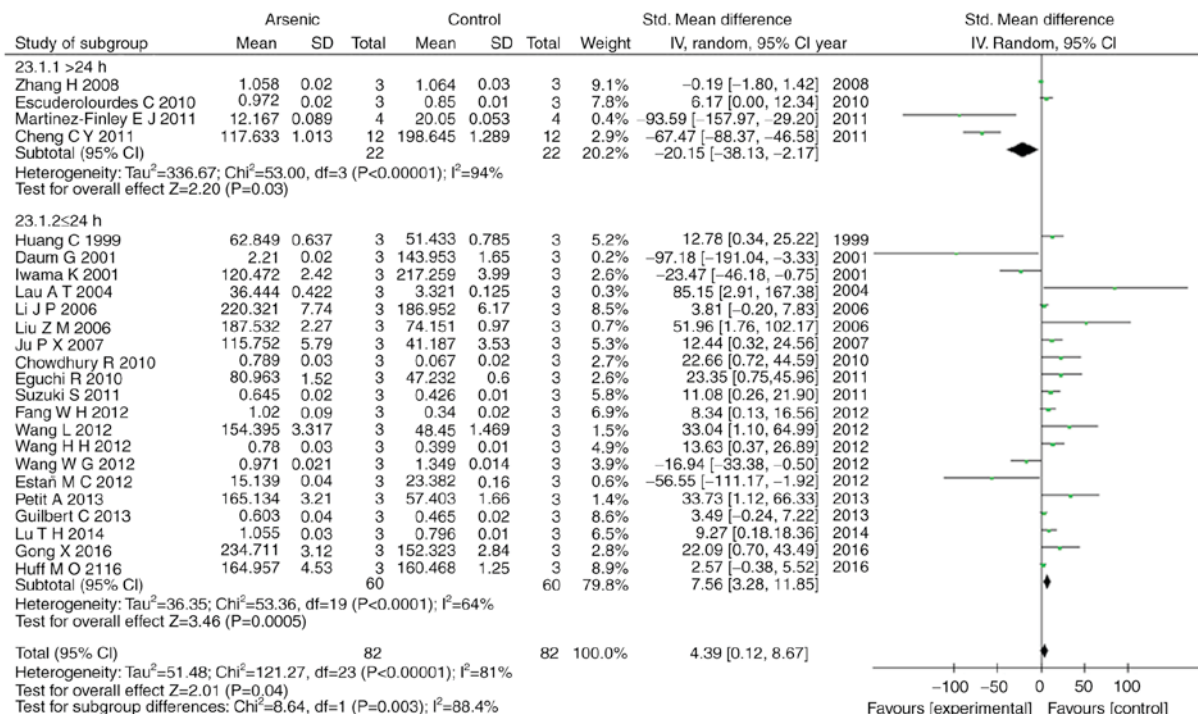 Arsenic Control Std. Mean difference Std. Mean difference
Study of subgroup Mean SD Total Mean SD Total Weight IV, random, 95% CI year IV. Random, 95% CI
23.1.1 >24 h
Zhang H 2008 1.058 0.02 3 1.064 0.03 3 9.1% −0.19 [−1.80, 1.42] 2008
Escuderolourdes C 2010 0.972 0.02 3 0.85 0.01 3 7.8% 6.17 [0.00, 12.34] 2010
Martinez-Finley E J 2011 12.167 0.089 4 20.05 0.053 4 0.4% −93.59 [−157.97, −29.20] 2011
Cheng C Y 2011 117.633 1.013 12 198.645 1.289 12 2.9% −67.47 [−88.37, −46.58] 2011
Subtotal (95% CI) 22 22 20.2% −20.15 [−38.13, −2.17]
Heterogeneity: Tau²=336.67; Chi²=53.00, df=3 (P<0.00001); I²=94%
Test for overall effect Z=2.20 (P=0.03)
23.1.2≤24 h
Huang C 1999 62.849 0.637 3 51.433 0.785 3 5.2% 12.78 [0.34, 25.22] 1999
Daum G 2001 2.21 0.02 3 143.953 1.65 3 0.2% −97.18 [−191.04, −3.33] 2001
Iwama K 2001 120.472 2.42 3 217.259 3.99 3 2.6% −23.47 [−46.18, −0.75] 2001
Lau A T 2004 36.444 0.422 3 3.321 0.125 3 0.3% 85.15 [2.91, 167.38] 2004
Li J P 2006 220.321 7.74 3 186.952 6.17 3 8.5% 3.81 [−0.20, 7.83] 2006
Liu Z M 2006 187.532 2.27 3 74.151 0.97 3 0.7% 51.96 [1.76, 102.17] 2006
Ju P X 2007 115.752 5.79 3 41.187 3.53 3 5.3% 12.44 [0.32, 24.56] 2007
Chowdhury R 2010 0.789 0.03 3 0.067 0.02 3 2.7% 22.66 [0.72, 44.59] 2010
Eguchi R 2010 80.963 1.52 3 47.232 0.6 3 2.6% 23.35 [0.75,45.96] 2011
Suzuki S 2011 0.645 0.02 3 0.426 0.01 3 5.8% 11.08 [0.26, 21.90] 2011
Fang W H 2012 1.02 0.09 3 0.34 0.02 3 6.9% 8.34 [0.13, 16.56] 2012
Wang L 2012 154.395 3.317 3 48.45 1.469 3 1.5% 33.04 [1.10, 64.99] 2012
Wang H H 2012 0.78 0.03 3 0.399 0.01 3 4.9% 13.63 [0.37, 26.89] 2012
Wang W G 2012 0.971 0.021 3 1.349 0.014 3 3.9% −16.94 [−33.38, −0.50] 2012
Estañ M C 2012 15.139 0.04 3 23.382 0.16 3 0.6% −56.55 [−111.17, −1.92] 2012
Petit A 2013 165.134 3.21 3 57.403 1.66 3 1.4% 33.73 [1.12, 66.33] 2013
Guilbert C 2013 0.603 0.04 3 0.465 0.02 3 8.6% 3.49 [−0.24, 7.22] 2013
Lu T H 2014 1.055 0.03 3 0.796 0.01 3 6.5% 9.27 [0.18.18.36] 2014
Gong X 2016 234.711 3.12 3 152.323 2.84 3 2.8% 22.09 [0.70, 43.49] 2016
Huff M O 2116 164.957 4.53 3 160.468 1.25 3 8.9% 2.57 [−0.38, 5.52] 2016
Subtotal (95% CI) 60 60 79.8% 7.56 [3.28, 11.85]
Heterogeneity: Tau²=36.35; Chi²=53.36, df=19 (P<0.0001); I²=64%
Test for overall effect Z=3.46 (P=0.0005)
Total (95% CI) 82 82 100.0% 4.39 [0.12, 8.67]
Heterogeneity: Tau²=51.48; Chi²=121.27, df=23 (P<0.00001); I²=81%
Test for overall effect Z=2.01 (P=0.04)
Test for subgroup differences: Chi²=8.64, df=1 (P=0.003); I²=88.4%
−100 −50 0 50 100
Favours [experimental] Favours [control]